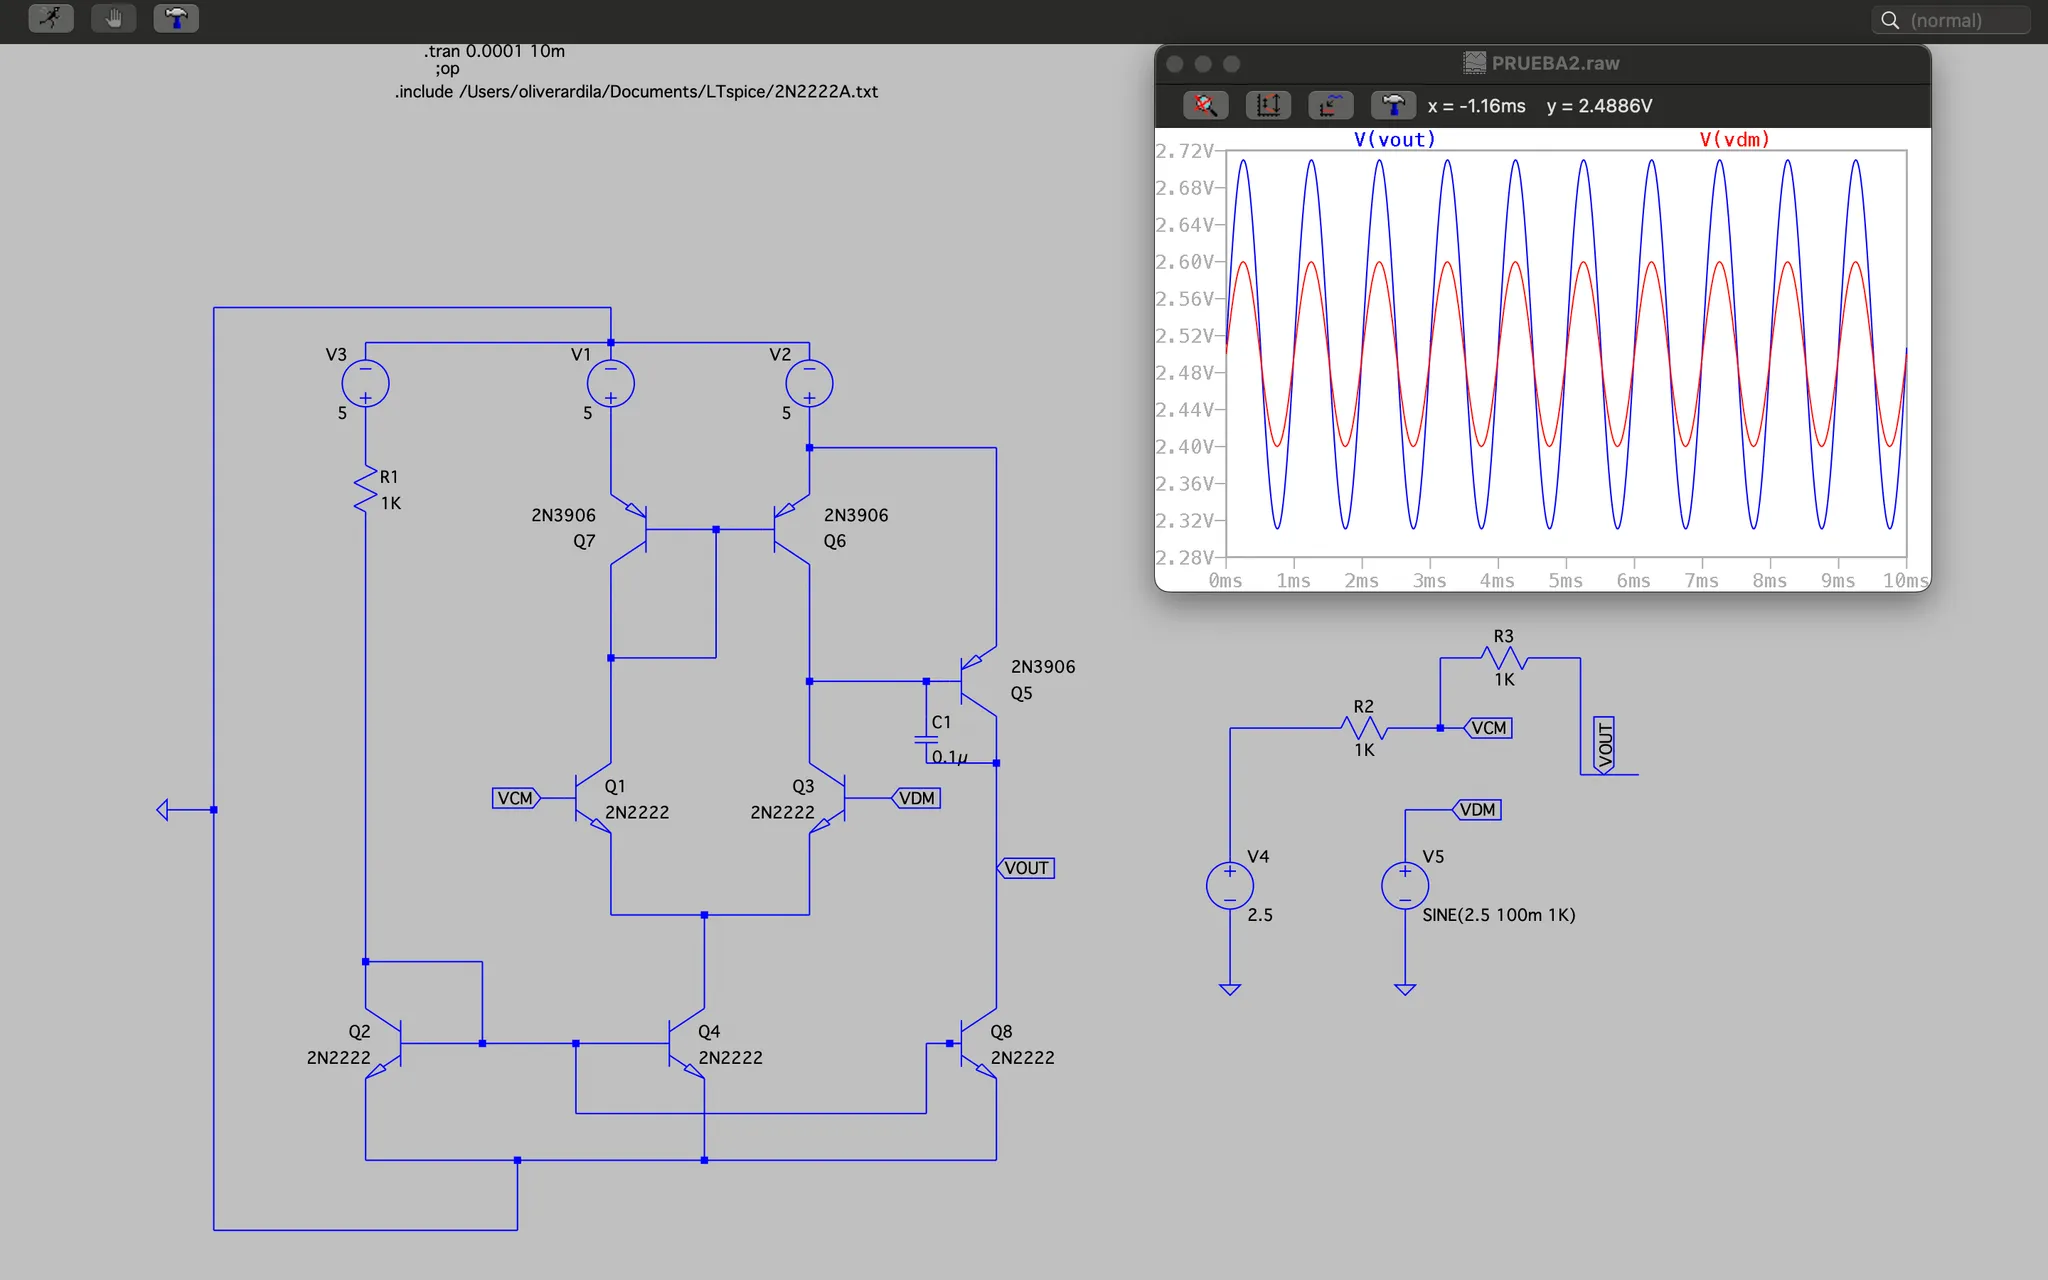 (normal)
.tran 0.0001 10m
;op
.include /Users/oliverardila/Documents/LTspice/2N2222A.txt
PRUEBA2.raw
x = -1.16ms y = 2.4886V
V(vout) V(vdm)
2.72V
2.68V
2.64V
2.60V
2.56V
2.52V
2.48V
2.44V
2.40V
2.36V
2.32V
2.28V
0ms 1ms 2ms 3ms 4ms 5ms 6ms 7ms 8ms 9ms 10ms
V3
5
V1
5
V2
5
R1
1K
2N3906
Q7
2N3906
Q6
2N3906
Q5
C1
0.1µ
VCM
Q1
2N2222
Q3
2N2222
VDM
VOUT
Q2
2N2222
Q4
2N2222
Q8
2N2222
R3
1K
R2
1K
VCM
VOUT
VDM
V4
2.5
V5
SINE(2.5 100m 1K)